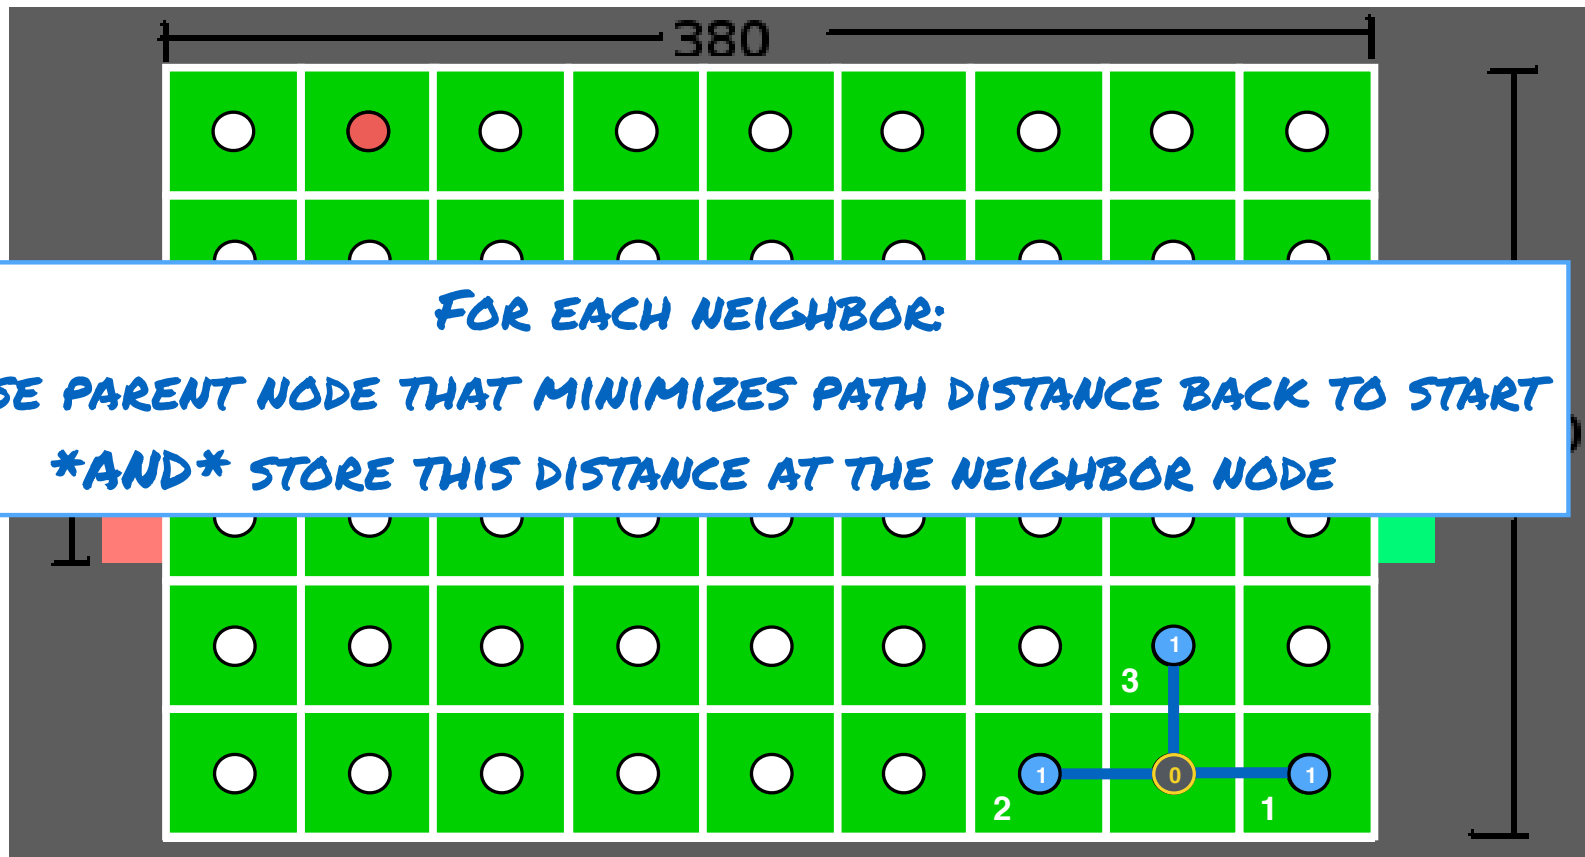 380
FOR EACH NEIGHBOR:
PARENT NODE THAT MINIMIZES PATH DISTANCE BACK TO START
*AND* STORE THIS DISTANCE AT THE NEIGHBOR NODE
1
3
1 0 1
2 1